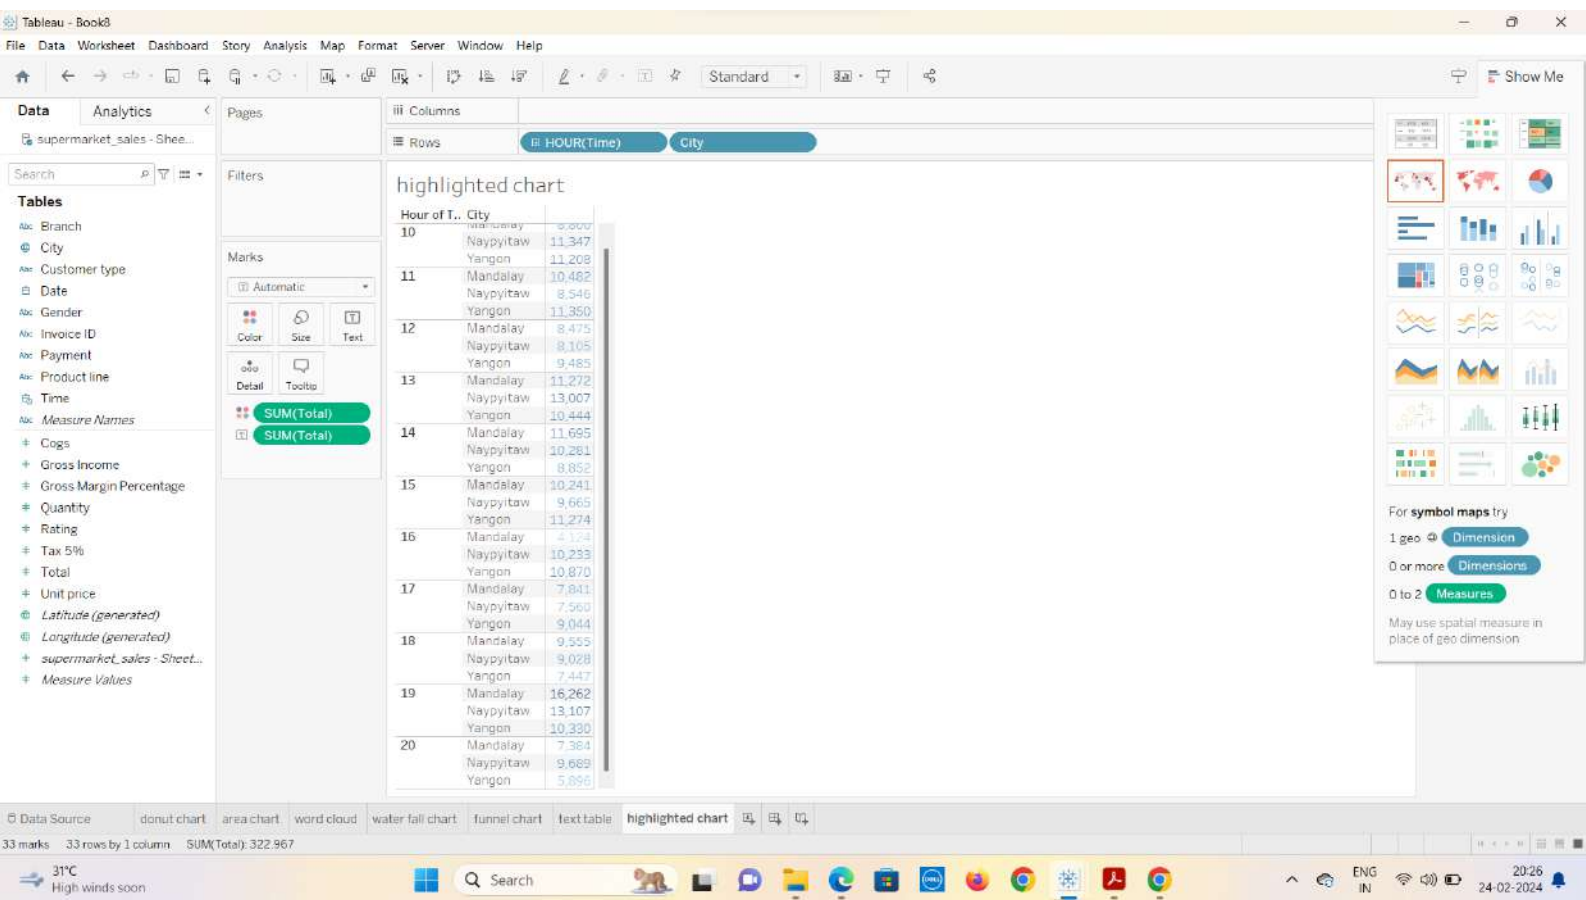 Tableau - Book8
File Data Worksheet Dashboard Story Analysis Map Format Server Window Help
Standard
Show Me
Data Analytics
supermarket_sales - Shee...
Search
Tables
Abc Branch
City
Abc Customer type
Date
Abc Gender
Abc Invoice ID
Abc Payment
Abc Product line
Time
Abc Measure Names
Cogs
Gross Income
Gross Margin Percentage
Quantity
Rating
Tax 5%
Total
Unit price
Latitude (generated)
Longitude (generated)
supermarket_sales - Sheet...
Measure Values
Pages
Filters
Marks
Automatic
Color Size Text
Detail Tooltip
SUM(Total)
SUM(Total)
Columns
Rows HOUR(Time) City
highlighted chart
Hour of T.. City
10 Mandalay
Naypyitaw 11,347
Yangon 11,208
11 Mandalay 10,482
Naypyitaw 8,546
Yangon 11,350
12 Mandalay 8,475
Naypyitaw 8,105
Yangon 9,485
13 Mandalay 11,272
Naypyitaw 13,007
Yangon 10,444
14 Mandalay 11,695
Naypyitaw 10,281
Yangon 8,852
15 Mandalay 10,241
Naypyitaw 9,665
Yangon 11,274
16 Mandalay 4,124
Naypyitaw 10,233
Yangon 10,870
17 Mandalay 7,841
Naypyitaw 7,560
Yangon 9,044
18 Mandalay 9,555
Naypyitaw 9,028
Yangon 7,447
19 Mandalay 16,262
Naypyitaw 13,107
Yangon 10,330
20 Mandalay 7,384
Naypyitaw 9,689
Yangon 5,896
For symbol maps try
1 geo Dimension
0 or more Dimensions
0 to 2 Measures
May use spatial measure in
place of geo dimension
Data Source donut chart area chart word cloud water fall chart funnel chart text table highlighted chart
33 marks 33 rows by 1 column SUM(Total): 322,967
31°C
High winds soon
Search
DELL
ENG
IN
20:26
24-02-2024